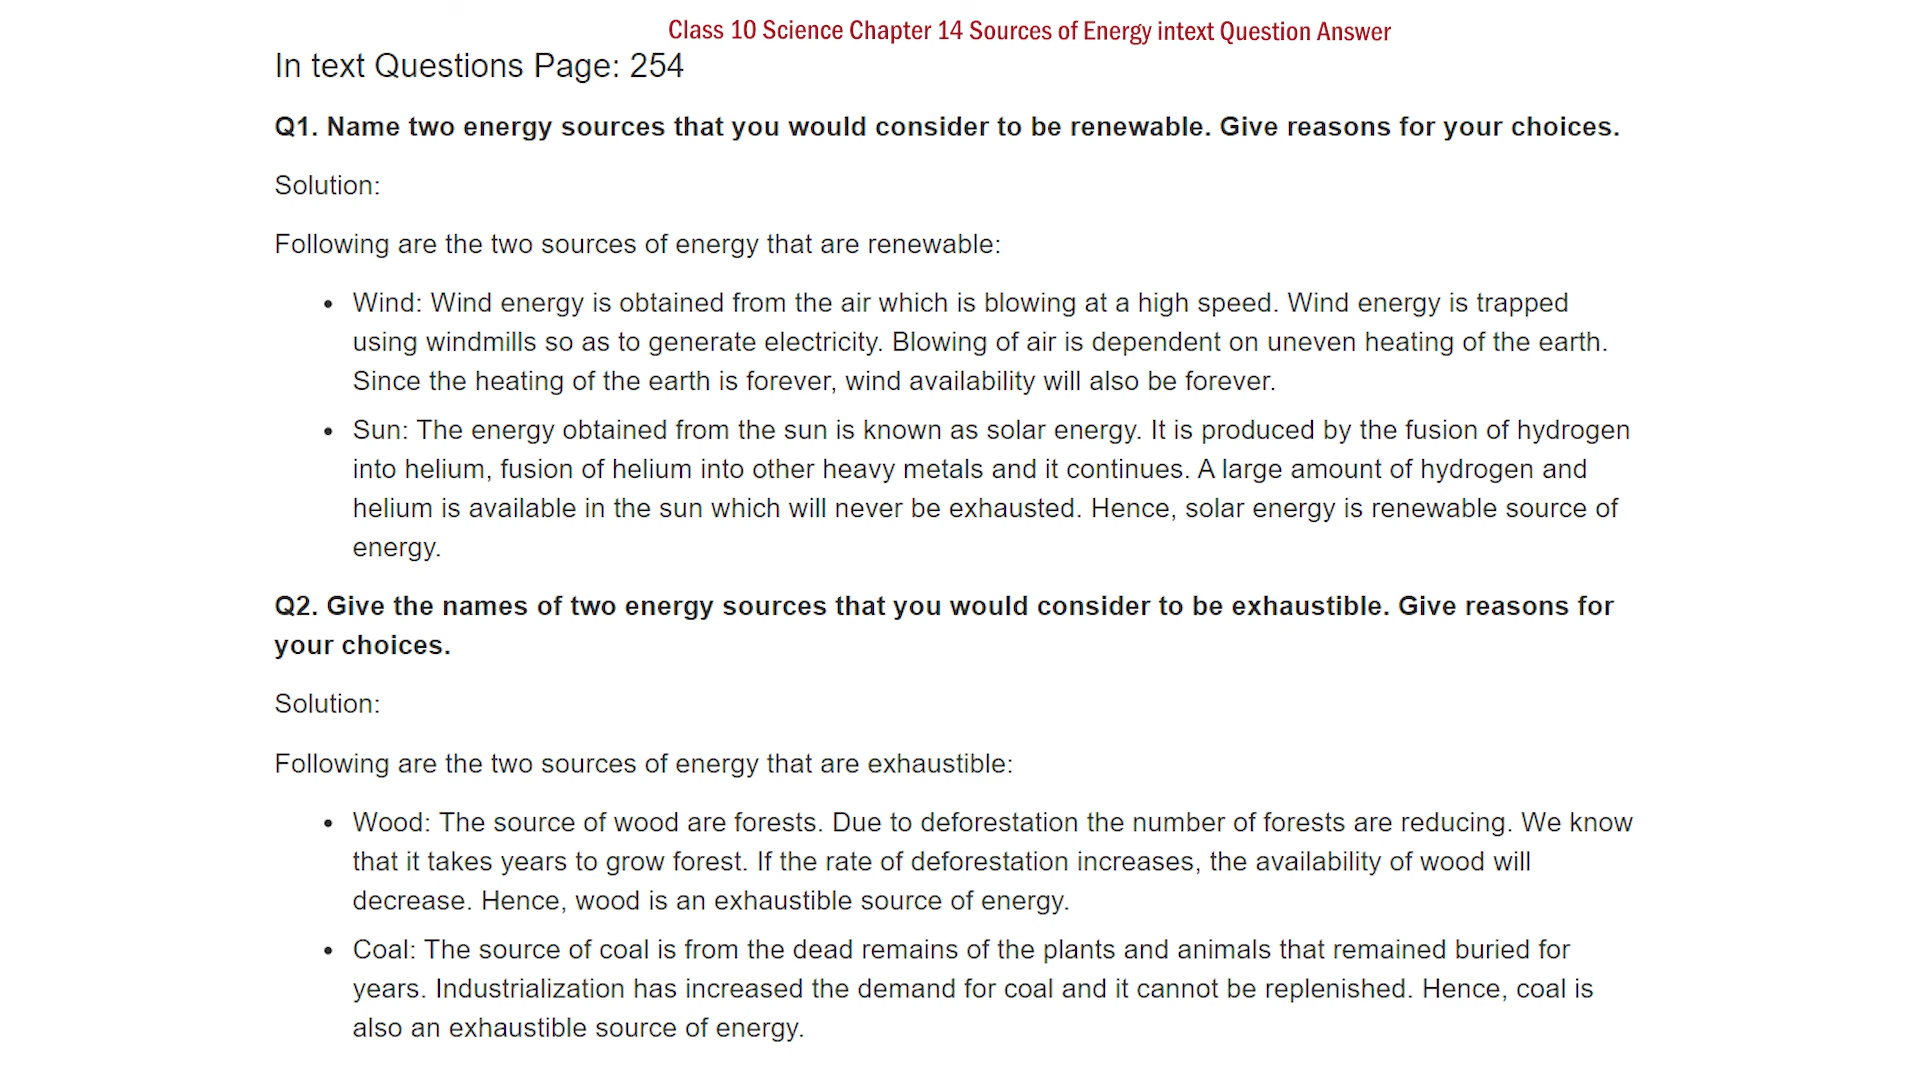 Class 10 Science Chapter 14 Sources of Energy intext Question Answer
In text Questions Page: 254
Q1. Name two energy sources that you would consider to be renewable. Give reasons for your choices.
Solution:
Following are the two sources of energy that are renewable:
• Wind: Wind energy is obtained from the air which is blowing at a high speed. Wind energy is trapped
using windmills so as to generate electricity. Blowing of air is dependent on uneven heating of the earth.
Since the heating of the earth is forever, wind availability will also be forever.
• Sun: The energy obtained from the sun is known as solar energy. It is produced by the fusion of hydrogen
into helium, fusion of helium into other heavy metals and it continues. A large amount of hydrogen and
helium is available in the sun which will never be exhausted. Hence, solar energy is renewable source of
energy.
Q2. Give the names of two energy sources that you would consider to be exhaustible. Give reasons for
your choices.
Solution:
Following are the two sources of energy that are exhaustible:
• Wood: The source of wood are forests. Due to deforestation the number of forests are reducing. We know
that it takes years to grow forest. If the rate of deforestation increases, the availability of wood will
decrease. Hence, wood is an exhaustible source of energy.
• Coal: The source of coal is from the dead remains of the plants and animals that remained buried for
years. Industrialization has increased the demand for coal and it cannot be replenished. Hence, coal is
also an exhaustible source of energy.